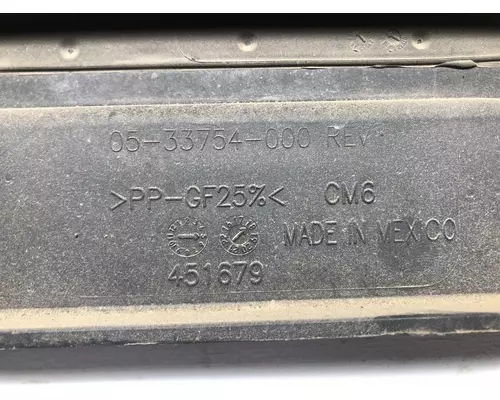 05-33754-000 REV
>PP-GF25%< CM6
MADE IN MEXICO
451679